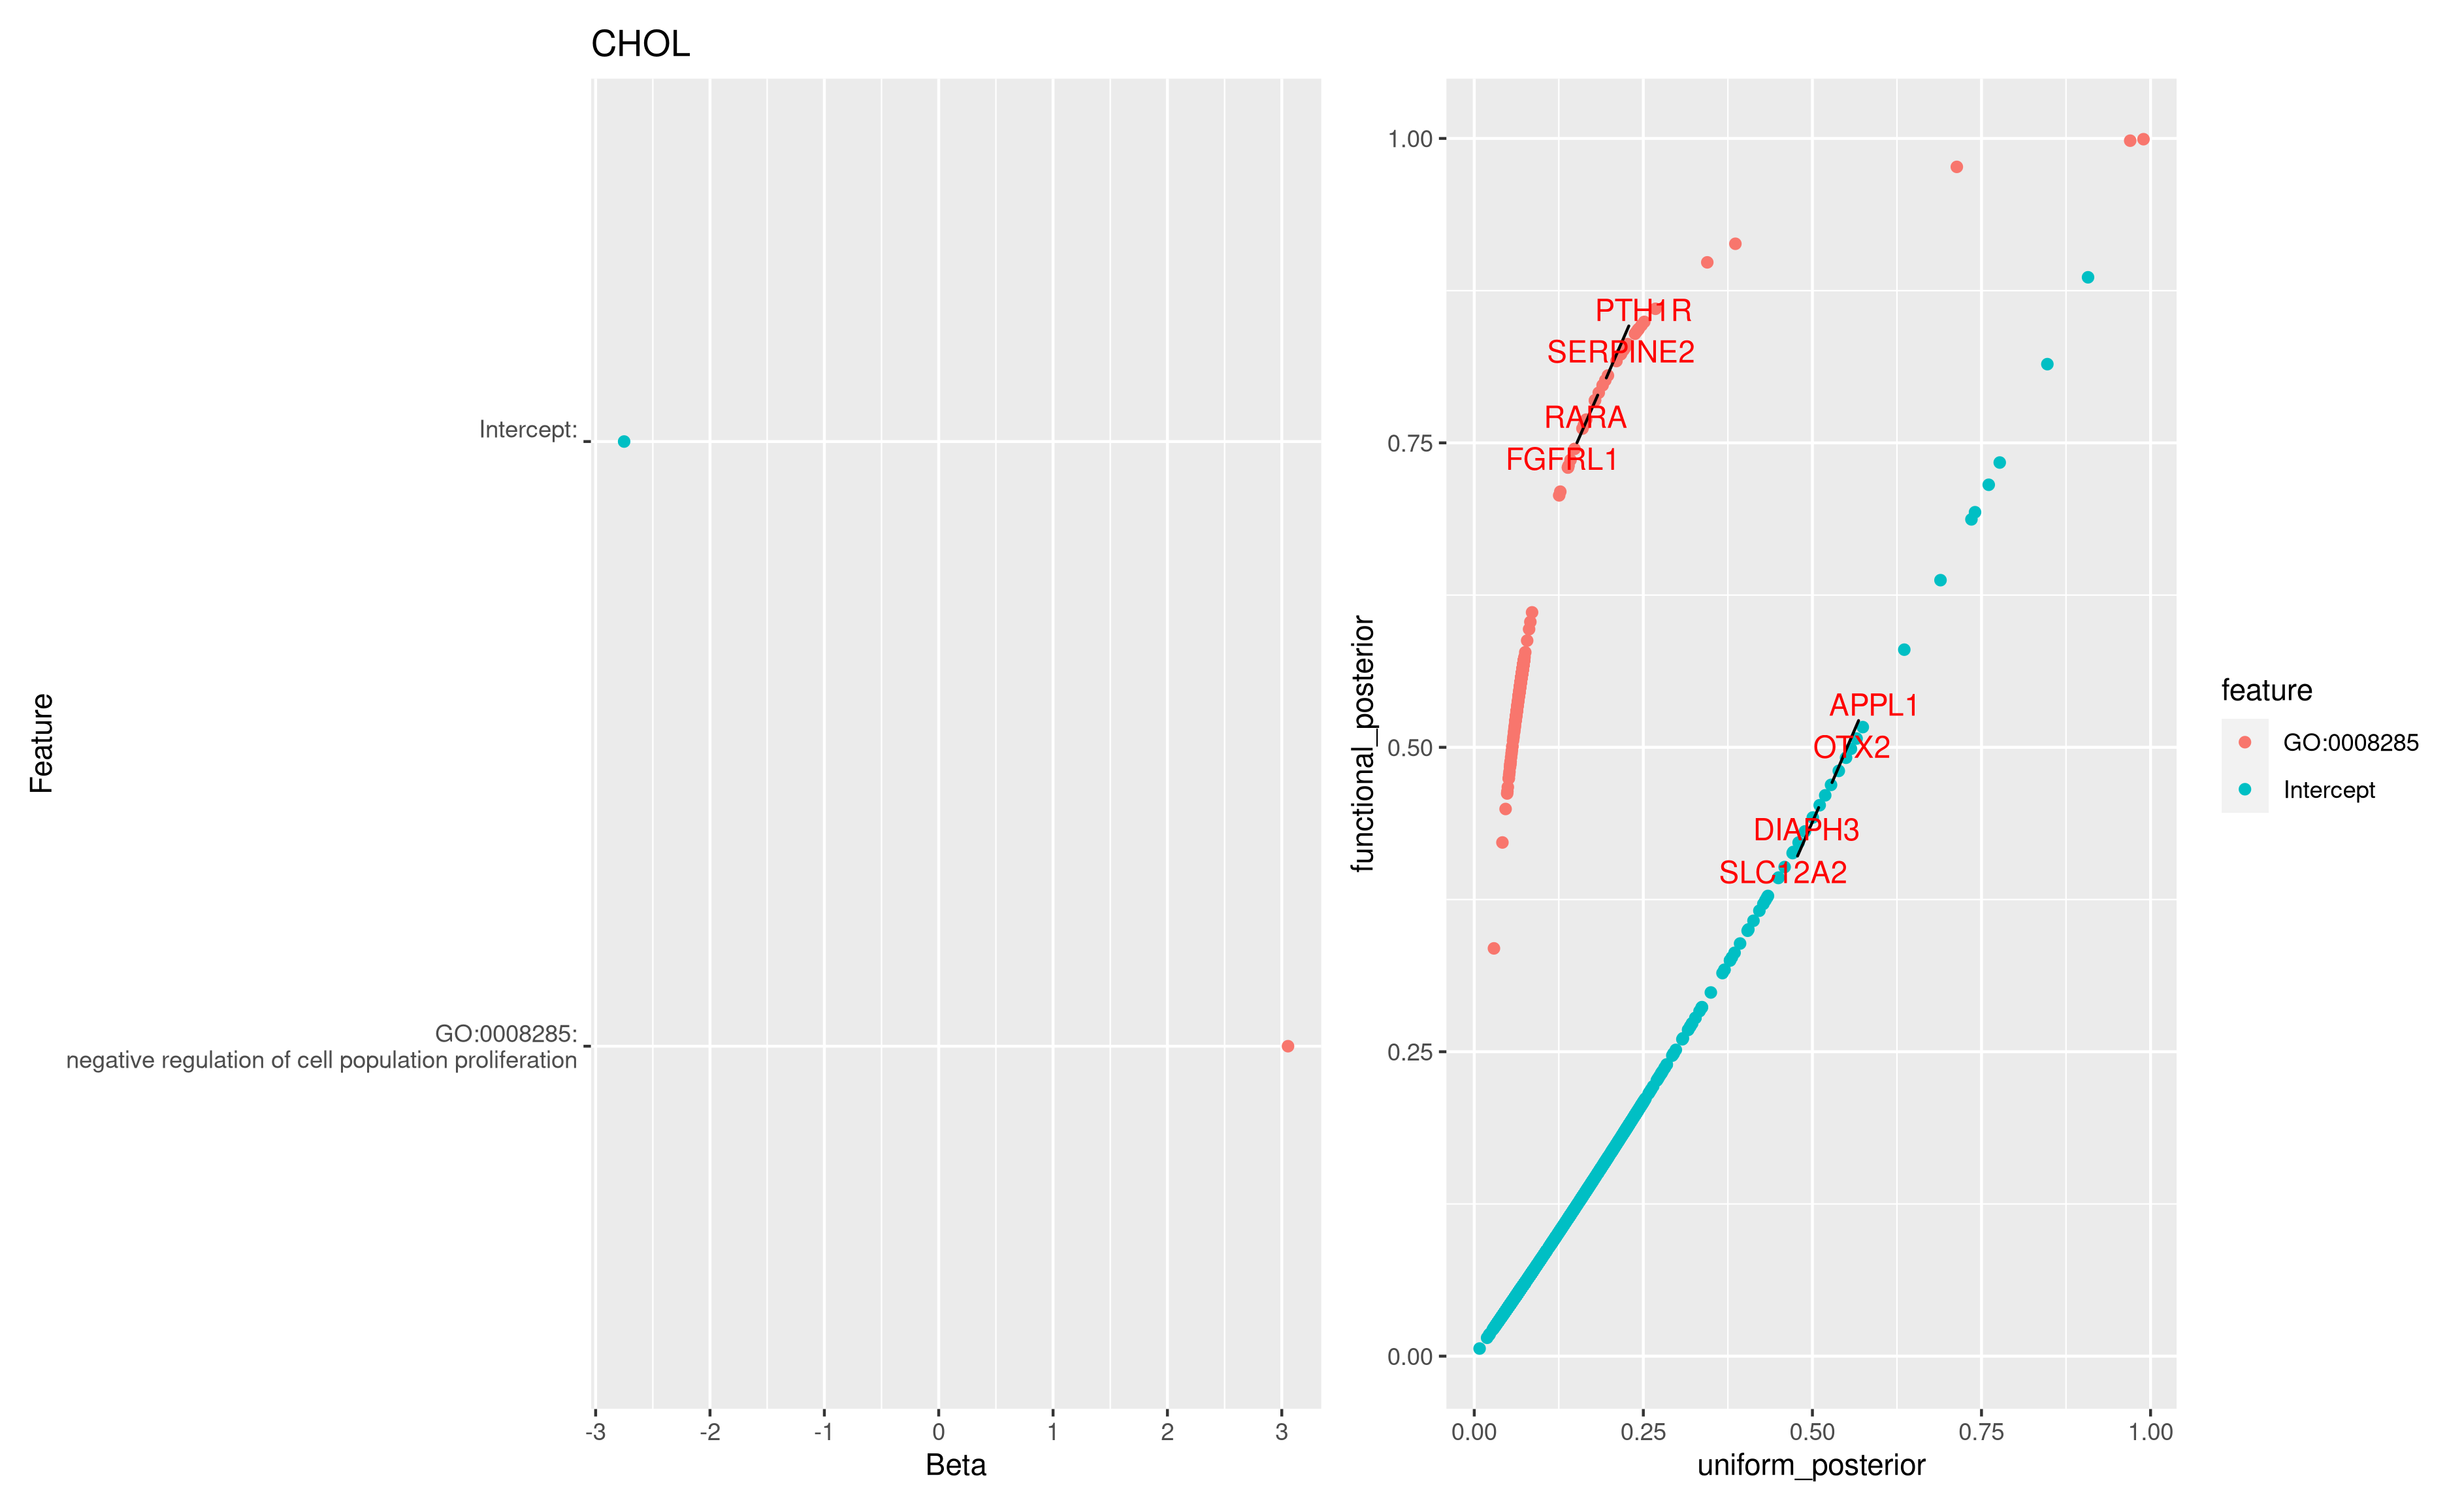 CHOL
Feature
Intercept:
GO:0008285:
negative regulation of cell population proliferation
-3 -2 -1 0 1 2 3
Beta
functional_posterior
1.00
0.75
0.50
0.25
0.00
PTH1R
SERPINE2
RARA
FGFRL1
APPL1
OTX2
DIAPH3
SLC12A2
0.00 0.25 0.50 0.75 1.00
uniform_posterior
feature
GO:0008285
Intercept